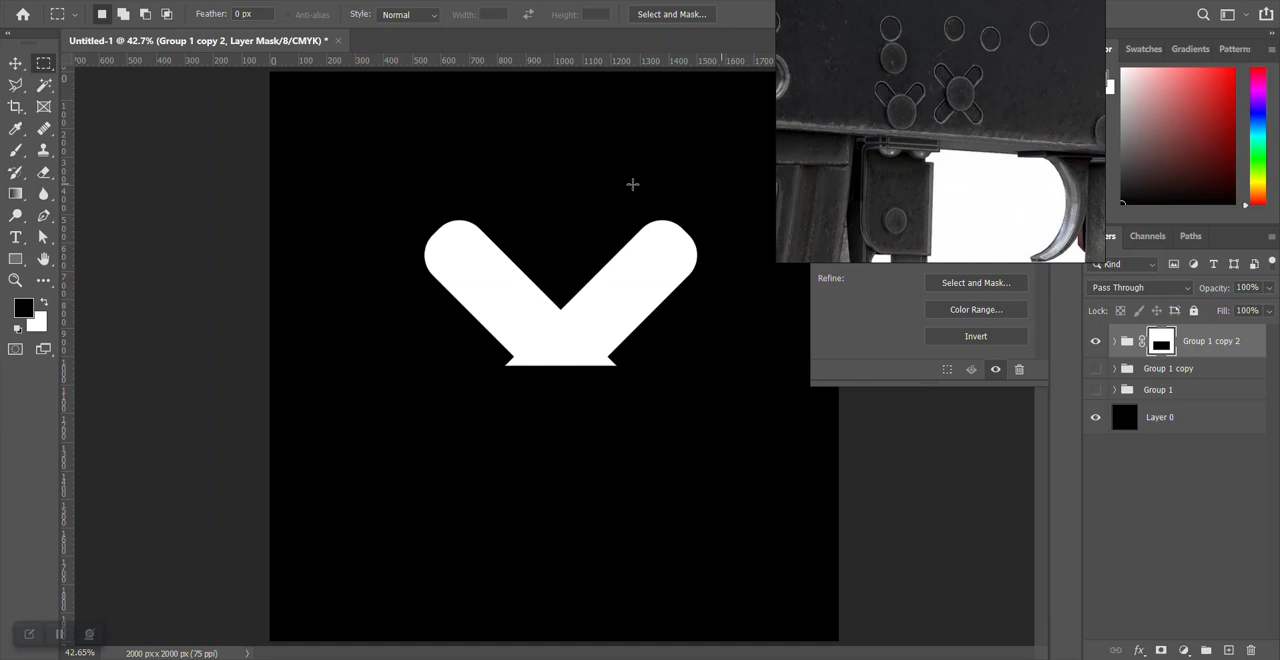 Feather: 0 px
Anti-alias
Style: Normal
Width:
Height:
Select and Mask...
Untitled-1 @ 42.7% (Group 1 copy 2, Layer Mask/8/CMYK) * ×
Swatches Gradients
600 500 400 300 200 100 0 100 200 300 400 500 600 700 800 900 1000 1100 1200 1300 1400 1500 1600 1700
Channels Paths
Kind
Refine:
Select and Mask...
Color Range...
Invert
Pass Through
Opacity: 100%
Lock:
Fill: 100%
Group 1 copy 2
Group 1 copy
Group 1
Layer 0
T
fx
42.65%
2000 px x 2000 px (75 ppi)